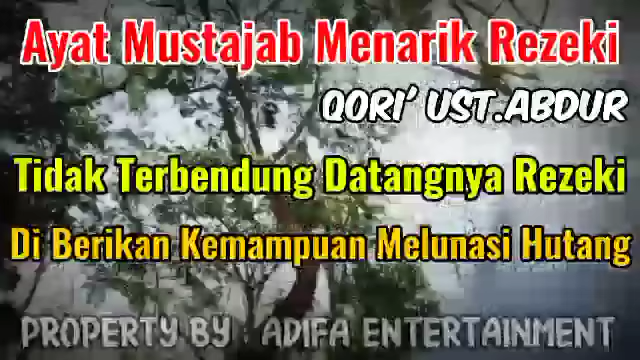 Ayat Mustajab Menarik Rezeki
QORI' UST.ABDUR
Tidak Terbendung Datangnya Rezeki
Di Berikan Kemampuan Melunasi Hutang
PROPERTY BY : ADIFA ENTERTAINMENT